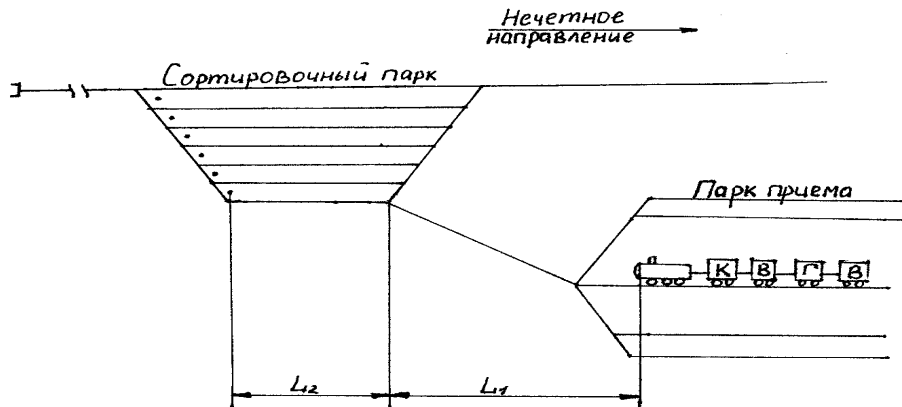 Нечетное
направление
Сортировочный парк
Парк приема
К В Г В
L2 L1